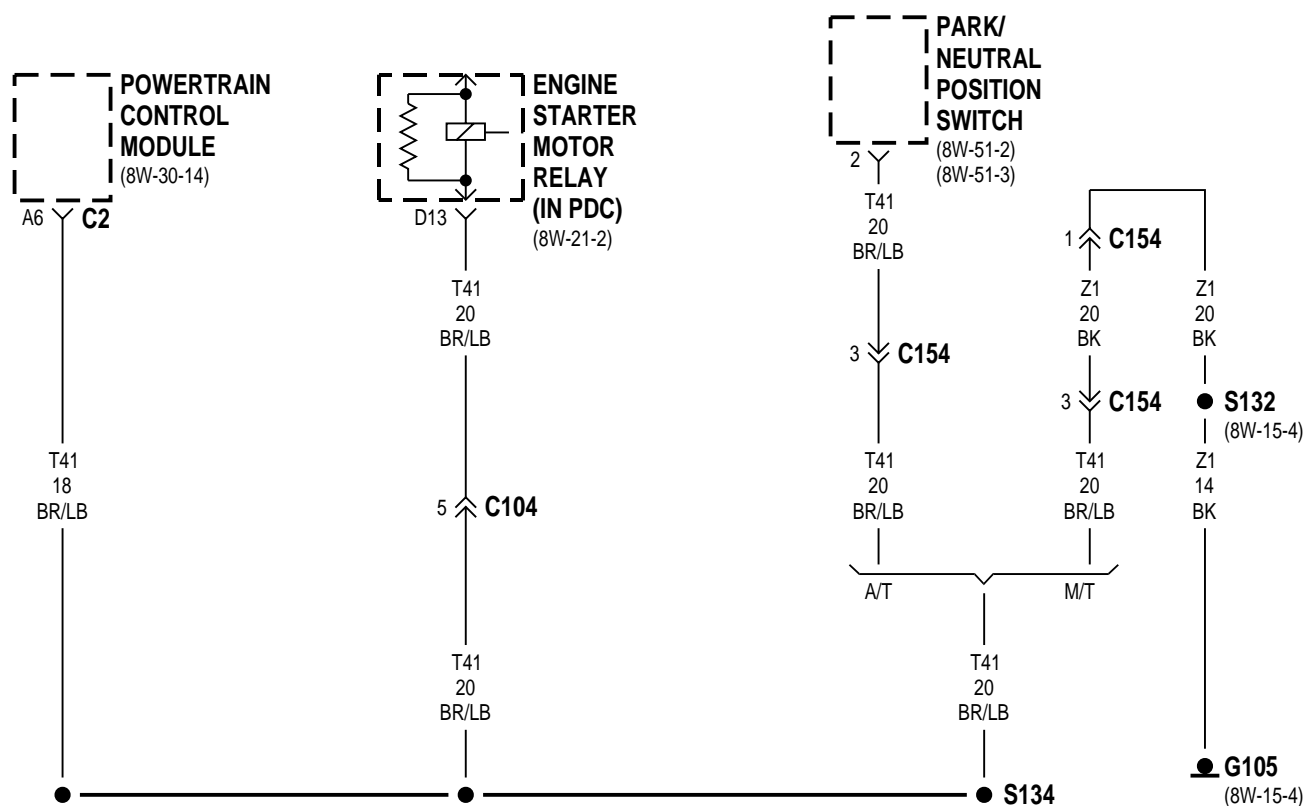 POWERTRAIN
CONTROL
MODULE
(8W-30-14)
A6
C2
T41
18
BR/LB
ENGINE
STARTER
MOTOR
RELAY
(IN PDC)
(8W-21-2)
D13
T41
20
BR/LB
5
C104
T41
20
BR/LB
PARK/
NEUTRAL
POSITION
SWITCH
(8W-51-2)
(8W-51-3)
2
T41
20
BR/LB
3
C154
T41
20
BR/LB
A/T
1
C154
Z1
20
BK
3
C154
T41
20
BR/LB
M/T
Z1
20
BK
S132
(8W-15-4)
Z1
14
BK
G105
(8W-15-4)
T41
20
BR/LB
S134